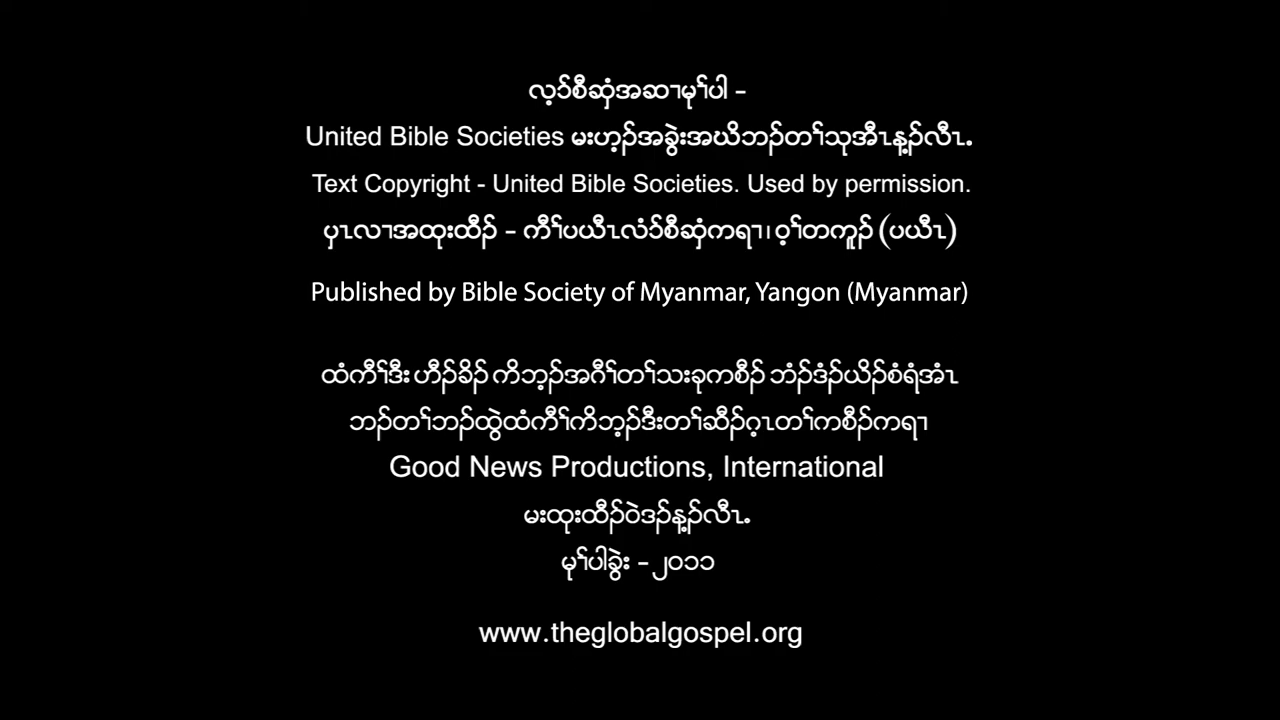 လ့ၥ်စီဆှံအဆၢမုၢ်ပါ -
United Bible Societies မးဟ့ၣ်အခွဲးအဃိဘၣ်တၢ်သုအီၤန့ၣ်လီၤ.
Text Copyright - United Bible Societies. Used by permission.
ပှၤလၢအထုးထီၣ် - ကီၢ်ပယီၤလံၥ်စီဆှံကရၢ၊ ဝ့ၢ်တကူၣ် (ပယီၤ)
Published by Bible Society of Myanmar, Yangon (Myanmar)
ထံကီၢ်ဒီး ဟီၣ်ခိၣ် ကိဘ့ၣ်အဂီၢ်တၢ်သးခုကစီၣ် ဘံၣ်ဒံၣ်ယိၣ်စံရံအံၤ
ဘၣ်တၢ်ဘၣ်ထွဲထံကီၢ်ကိဘ့ၣ်ဒီးတၢ်ဆီၣ်ဂ့ၤတၢ်ကစီၣ်ကရၢ
Good News Productions, International
မးထုးထီၣ်ဝဲဒၣ်န့ၣ်လီၤ.
မုၢ်ပါခွဲး -၂၀၁၁
www.theglobalgospel.org